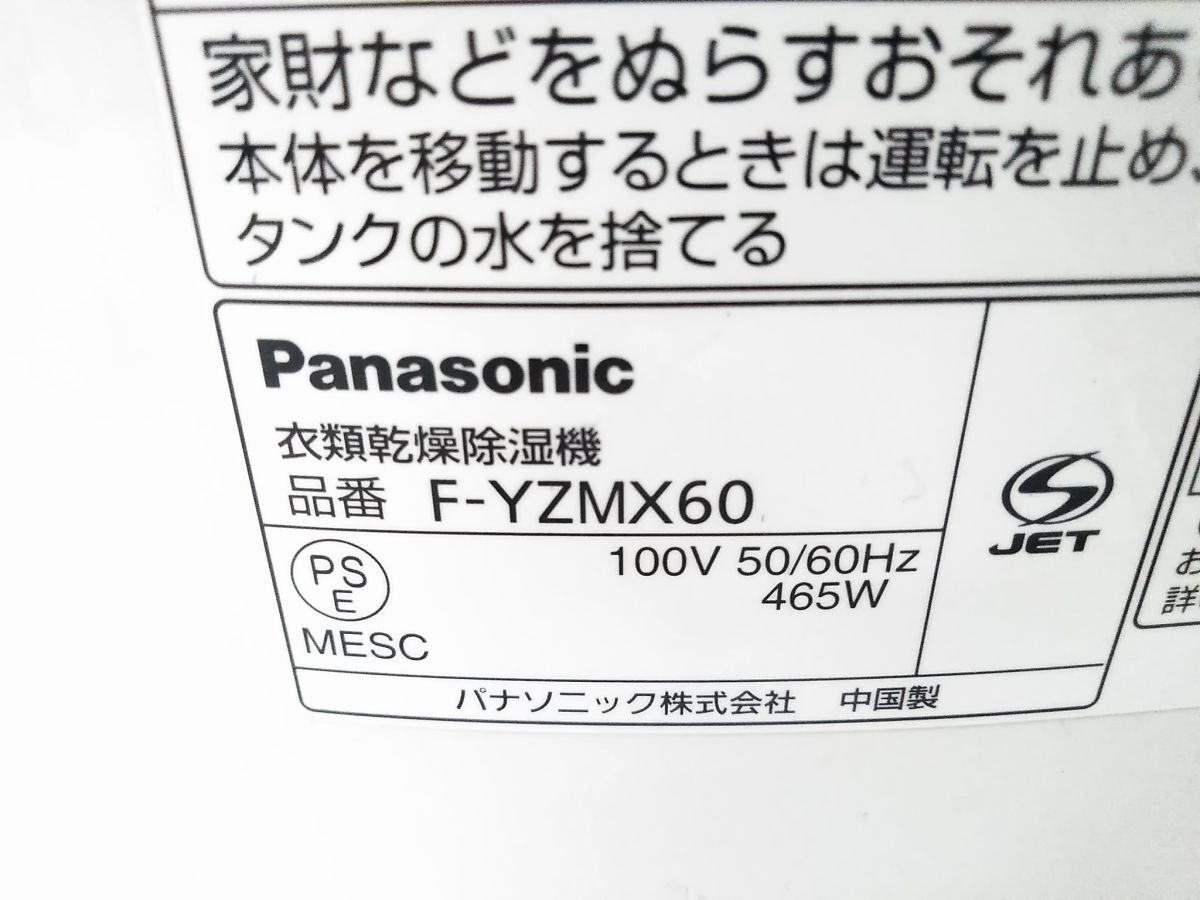 家財などをぬらすおそれあ
本体を移動するときは運転を止め、
タンクの水を捨てる
Panasonic
衣類乾燥除湿機
品番 F-YZMX60
PSE
100V 50/60Hz
465W
MESC
JET
パナソニック株式会社 中国製
お
詳